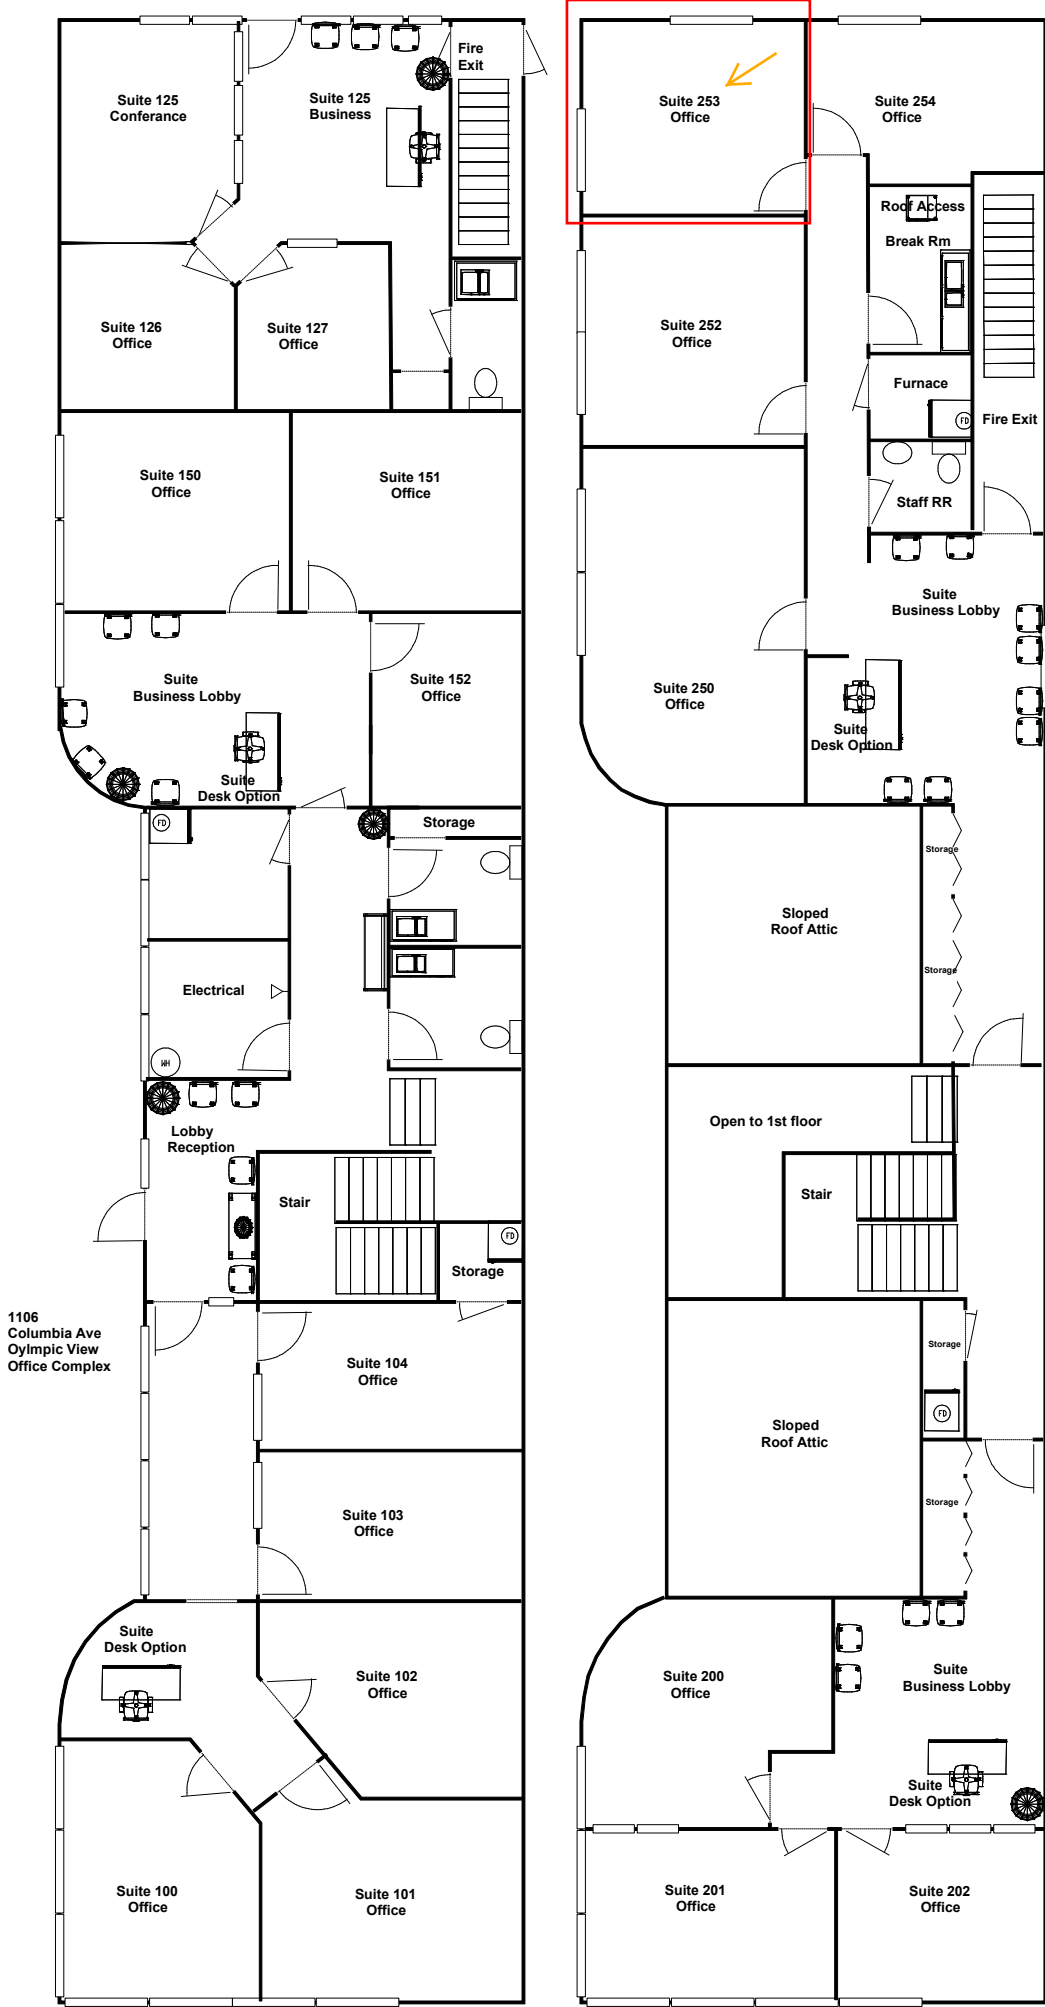 Suite 125
Conferance
Suite 125
Business
Fire
Exit
Suite 126
Office
Suite 127
Office
Suite 150
Office
Suite 151
Office
Suite
Business Lobby
Suite 152
Office
Suite
Desk Option
FD
Storage
Electrical
WH
Lobby
Reception
Stair
FD
Storage
1106
Columbia Ave
Oylmpic View
Office Complex
Suite 104
Office
Suite 103
Office
Suite
Desk Option
Suite 102
Office
Suite 100
Office
Suite 101
Office
Suite 253
Office
Suite 254
Office
Roof Access
Break Rm
Suite 252
Office
Furnace
FD
Fire Exit
Staff RR
Suite
Business Lobby
Suite 250
Office
Suite
Desk Option
Storage
Sloped
Roof Attic
Storage
Open to 1st floor
Stair
Storage
FD
Sloped
Roof Attic
Storage
Suite 200
Office
Suite
Business Lobby
Suite
Desk Option
Suite 201
Office
Suite 202
Office